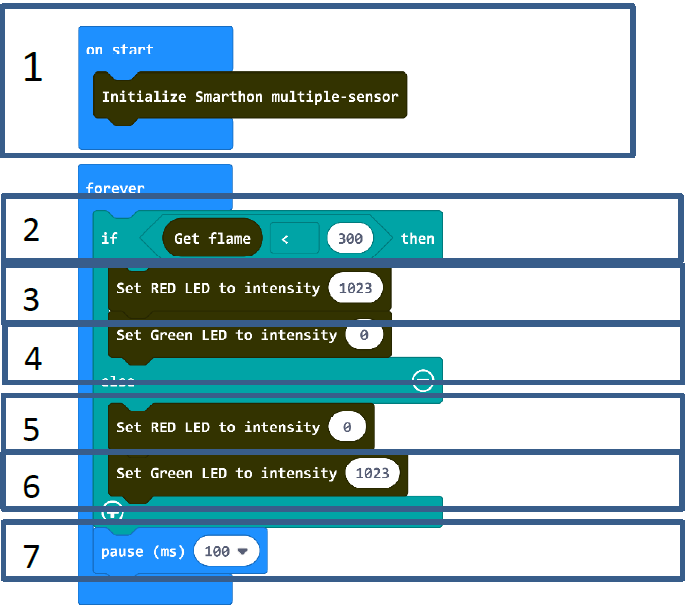 1
on start
Initialize Smarthon multiple-sensor
forever
2
if Get flame < 300 then
3
Set RED LED to intensity 1023
4
Set Green LED to intensity 0
else
5
Set RED LED to intensity 0
6
Set Green LED to intensity 1023
7
pause (ms) 100